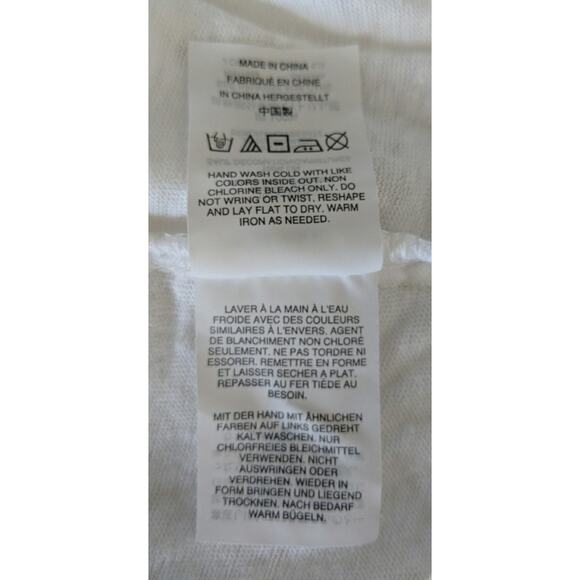 MADE IN CHINA
FABRIQUÉ EN CHINE
IN CHINA HERGESTELLT
中国製
HAND WASH COLD WITH LIKE
COLORS INSIDE OUT. NON
CHLORINE BLEACH ONLY. DO
NOT WRING OR TWIST. RESHAPE
AND LAY FLAT TO DRY. WARM
IRON AS NEEDED.
LAVER À LA MAIN À L'EAU
FROIDE AVEC DES COULEURS
SIMILAIRES À L'ENVERS. AGENT
DE BLANCHIMENT NON CHLORÉ
SEULEMENT. NE PAS TORDRE NI
ESSORER. REMETTRE EN FORME
ET LAISSER SECHER A PLAT.
REPASSER AU FER TIÈDE AU
BESOIN.
MIT DER HAND MIT ÄHNLICHEN
FARBEN AUF LINKS GEDREHT
KALT WASCHEN. NUR
CHLORFREIES BLEICHMITTEL
VERWENDEN. NICHT
AUSWRINGEN ODER
VERDREHEN. WIEDER IN
FORM BRINGEN UND LIEGEND
TROCKNEN. NACH BEDARF
WARM BÜGELN.